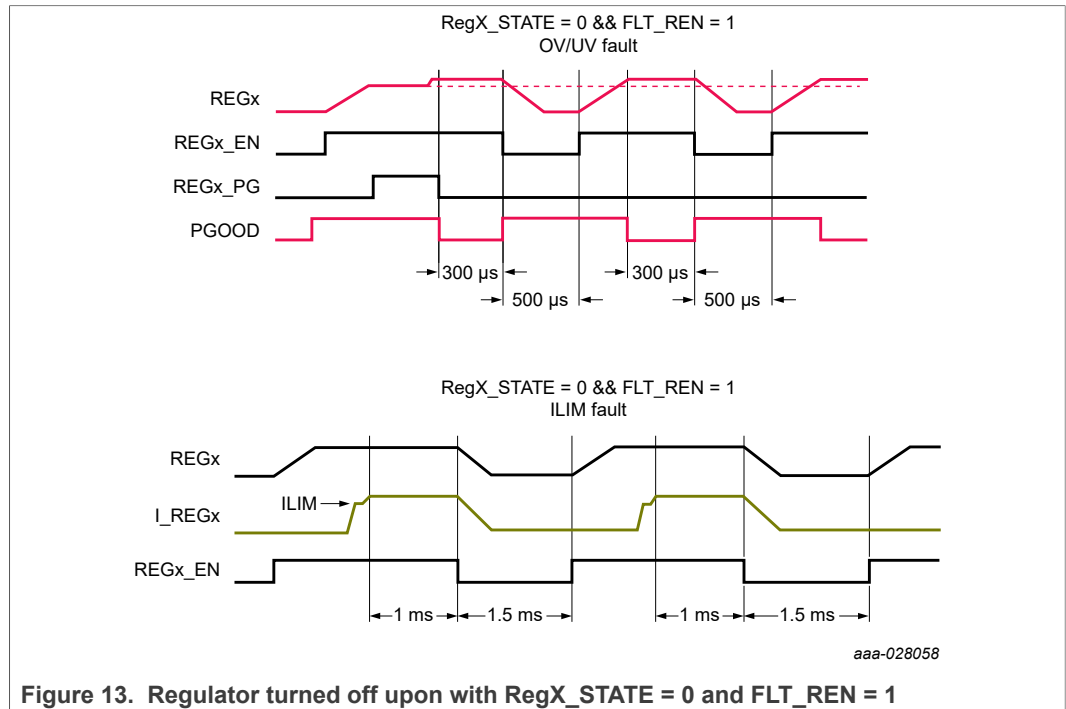 RegX_STATE = 0 && FLT_REN = 1
OV/UV fault
REGx
REGx_EN
REGx_PG
PGOOD
300 µs
300 µs
500 µs
500 µs
RegX_STATE = 0 && FLT_REN = 1
ILIM fault
REGx
ILIM
I_REGx
REGx_EN
1 ms
1.5 ms
1 ms
1.5 ms
aaa-028058
Figure 13. Regulator turned off upon with RegX_STATE = 0 and FLT_REN = 1